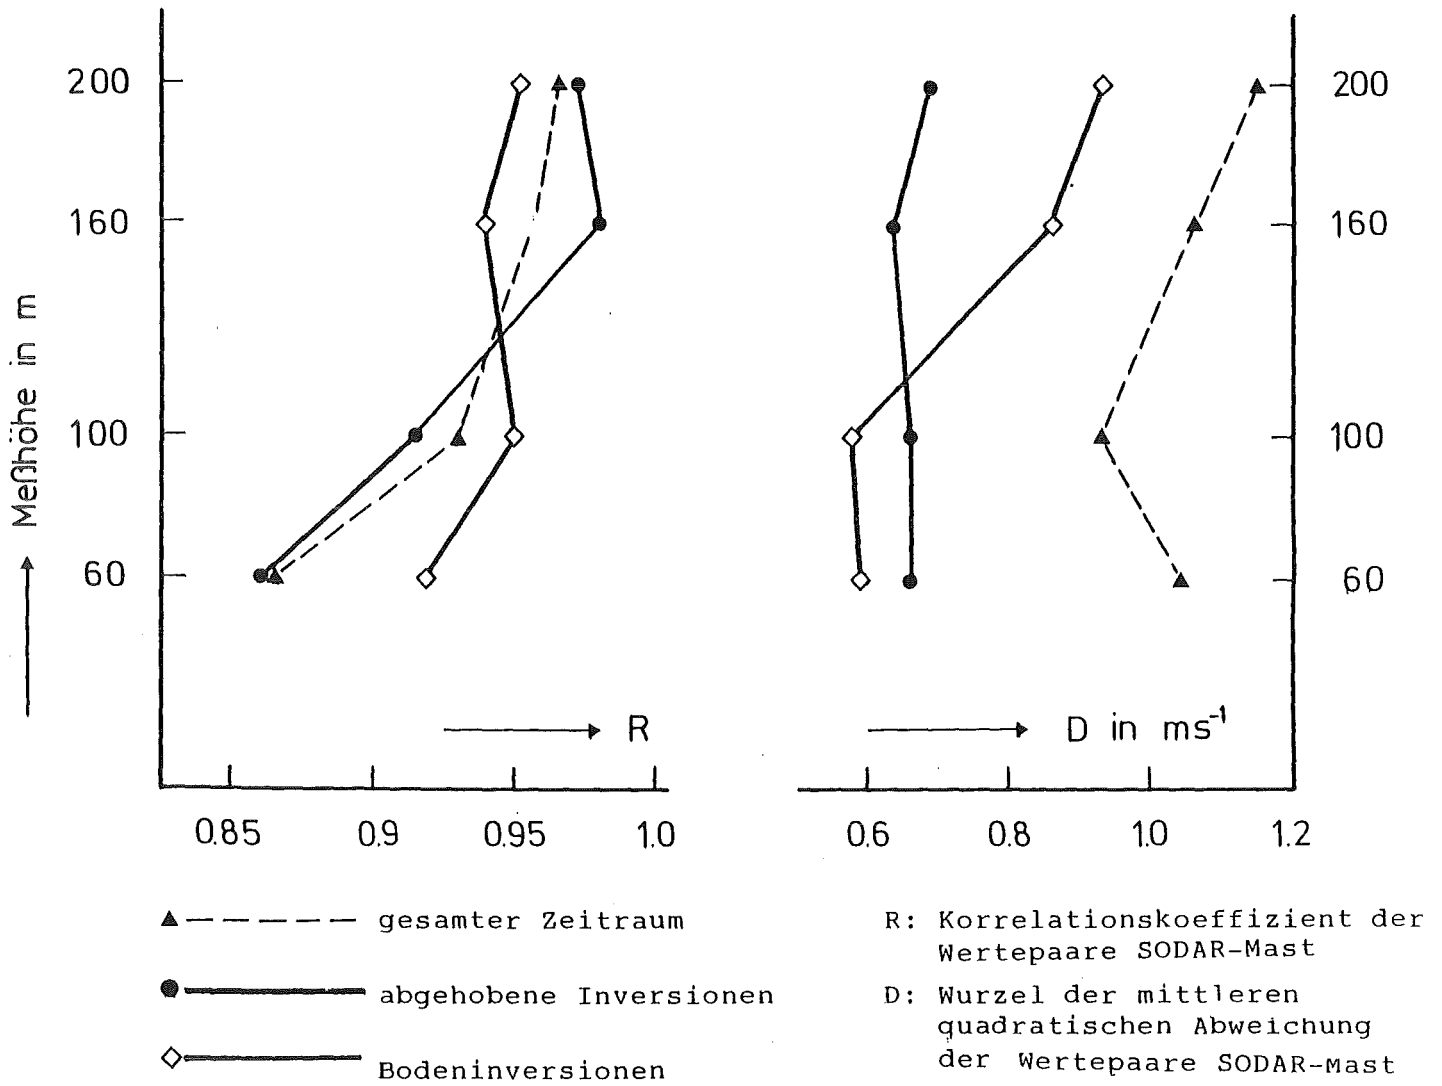 200
160
100
60
Meßhöhe in m
R
0.85 0.9 0.95 1.0
200
160
100
60
D in ms⁻¹
0.6 0.8 1.0 1.2
gesamter Zeitraum
abgehobene Inversionen
Bodeninversionen
R: Korrelationskoeffizient der
Wertepaare SODAR-Mast
D: Wurzel der mittleren
quadratischen Abweichung
der Wertepaare SODAR-Mast